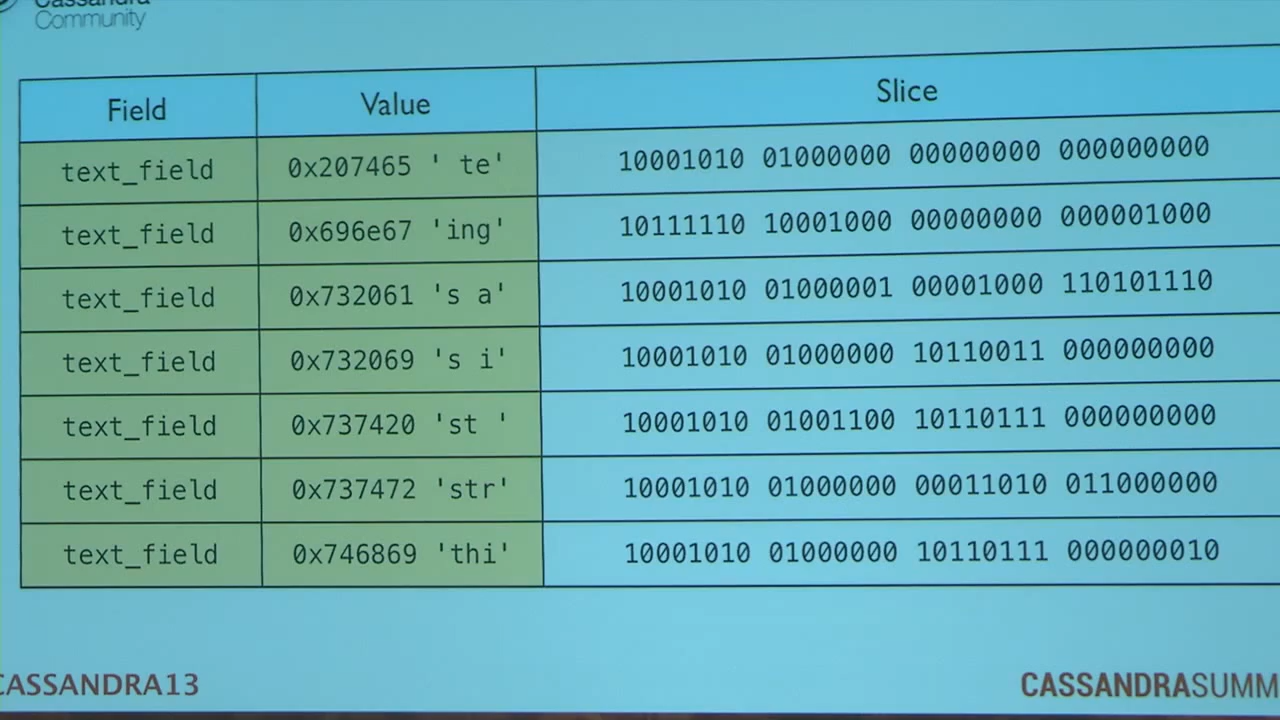 Cassandra
Community
Field Value Slice
text_field 0x207465 ' te' 10001010 01000000 00000000 000000000
text_field 0x696e67 'ing' 10111110 10001000 00000000 000001000
text_field 0x732061 's a' 10001010 01000001 00001000 110101110
text_field 0x732069 's i' 10001010 01000000 10110011 000000000
text_field 0x737420 'st ' 10001010 01001100 10110111 000000000
text_field 0x737472 'str' 10001010 01000000 00011010 011000000
text_field 0x746869 'thi' 10001010 01000000 10110111 000000010
CASSANDRA13 CASSANDRASUMM